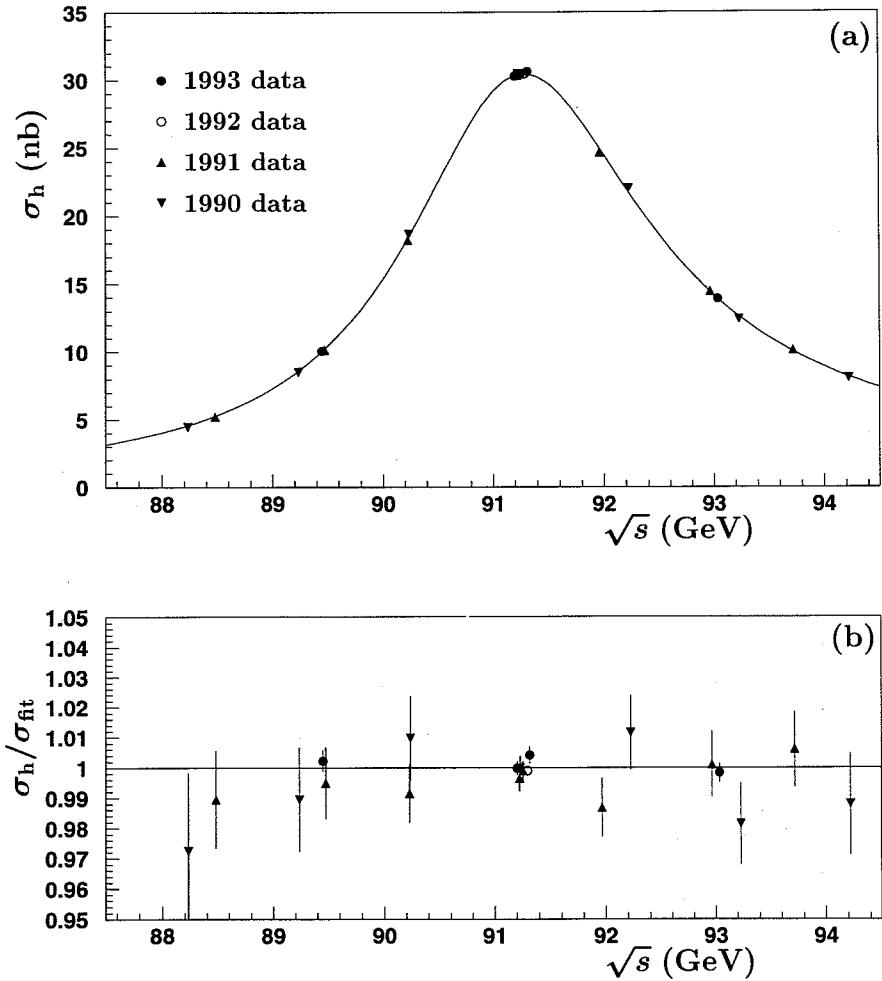 (a)
σh (nb)
35
30
25
20
15
10
5
0
● 1993 data
○ 1992 data
▲ 1991 data
▼ 1990 data
88 89 90 91 92 93 94
√s (GeV)
(b)
σh/σfit
1.05
1.04
1.03
1.02
1.01
1
0.99
0.98
0.97
0.96
0.95
88 89 90 91 92 93 94
√s (GeV)